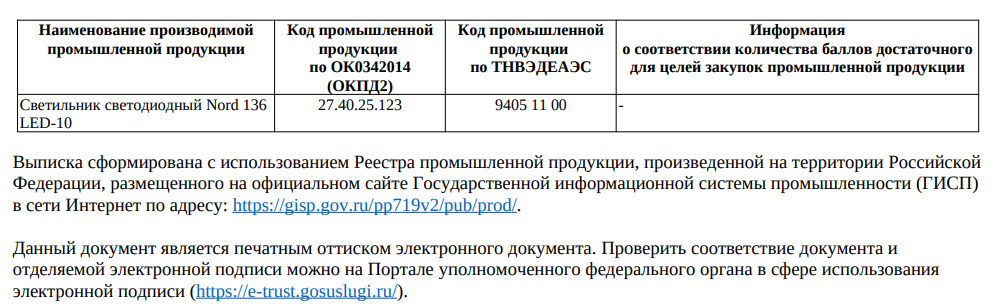 Наименование производимой
промышленной продукции
Код промышленной
продукции
по ОК0342014
(ОКПД2)
Код промышленной
продукции
по ТНВЭДЕАЭС
Информация
о соответствии количества баллов достаточного
для целей закупок промышленной продукции
Светильник светодиодный Nord 136
LED-10
27.40.25.123
9405 11 00
-
Выписка сформирована с использованием Реестра промышленной продукции, произведенной на территории Российской
Федерации, размещенного на официальном сайте Государственной информационной системы промышленности (ГИСП)
в сети Интернет по адресу: https://gisp.gov.ru/pp719v2/pub/prod/.
Данный документ является печатным оттиском электронного документа. Проверить соответствие документа и
отделяемой электронной подписи можно на Портале уполномоченного федерального органа в сфере использования
электронной подписи (https://e-trust.gosuslugi.ru/).